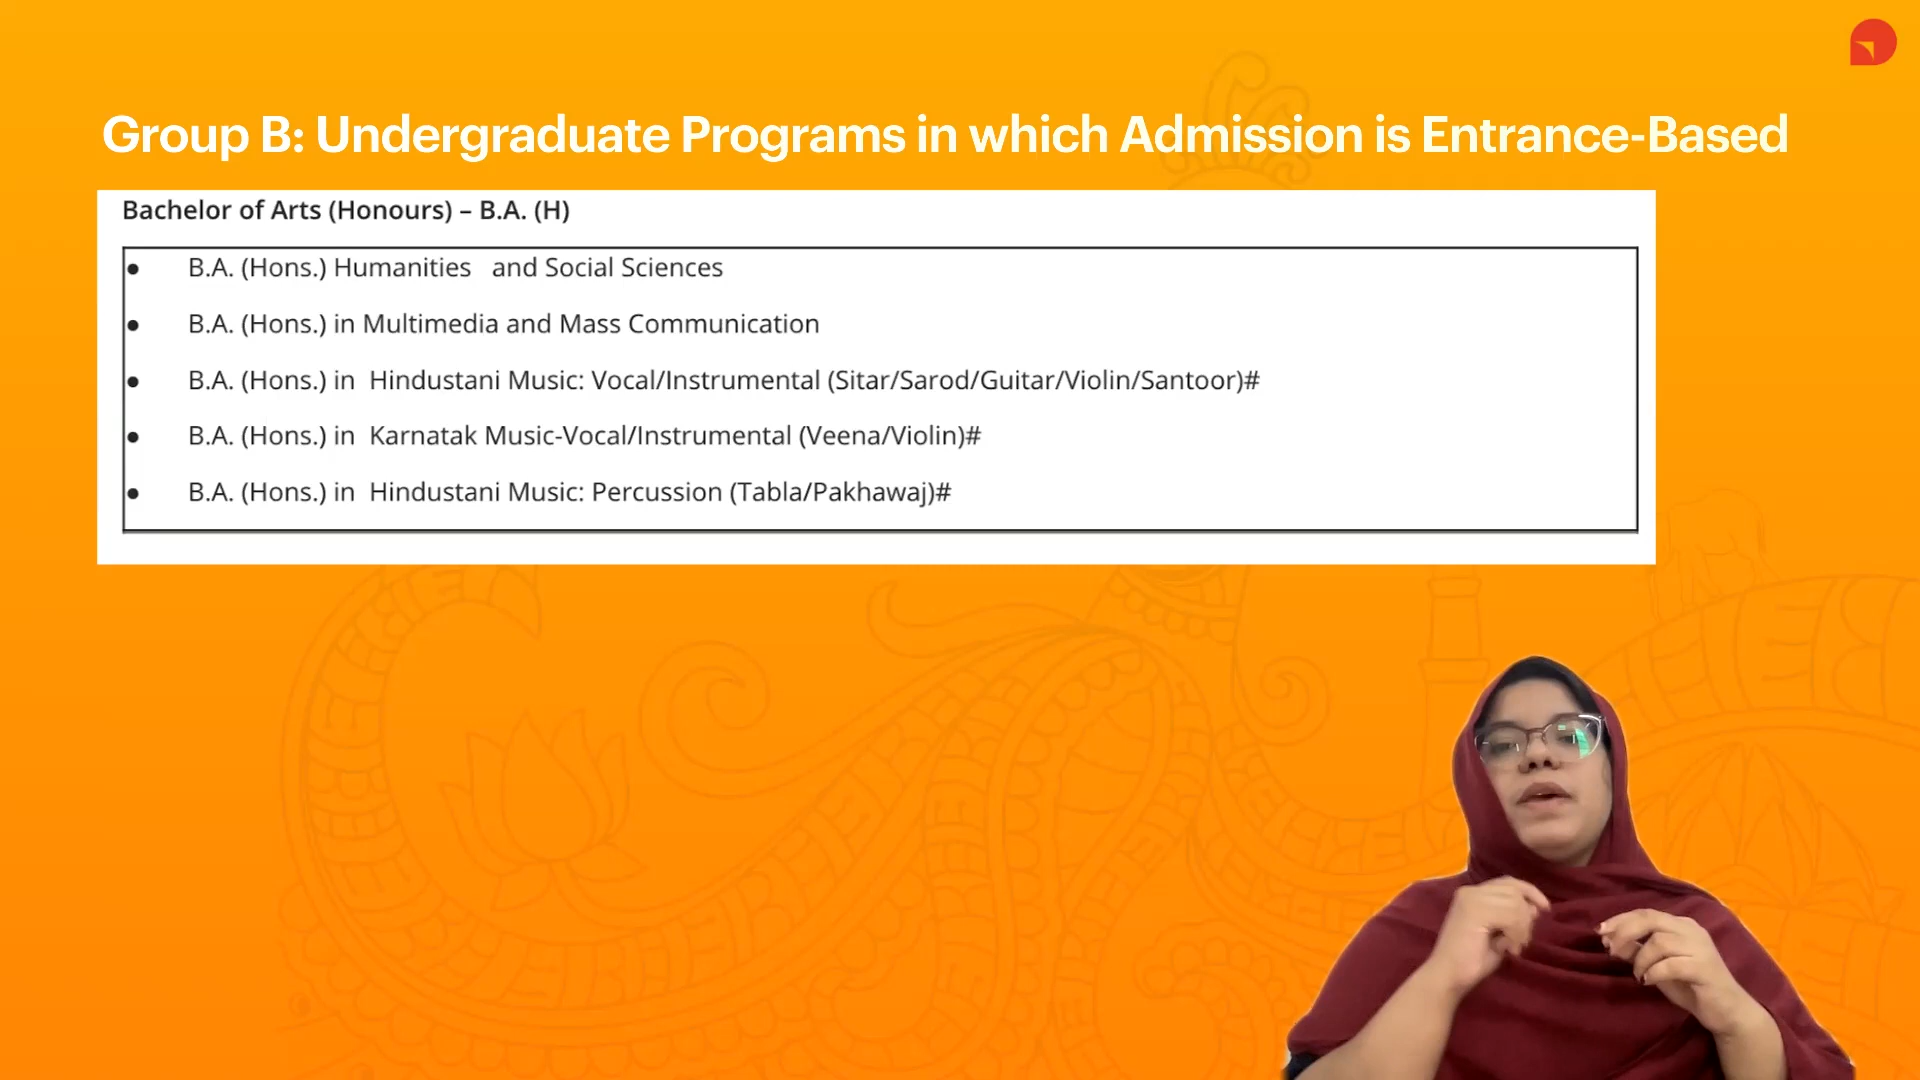 Group B: Undergraduate Programs in which Admission is Entrance-Based
Bachelor of Arts (Honours) – B.A. (H)
● B.A. (Hons.) Humanities and Social Sciences
● B.A. (Hons.) in Multimedia and Mass Communication
● B.A. (Hons.) in Hindustani Music: Vocal/Instrumental (Sitar/Sarod/Guitar/Violin/Santoor)#
● B.A. (Hons.) in Karnatak Music-Vocal/Instrumental (Veena/Violin)#
● B.A. (Hons.) in Hindustani Music: Percussion (Tabla/Pakhawaj)#